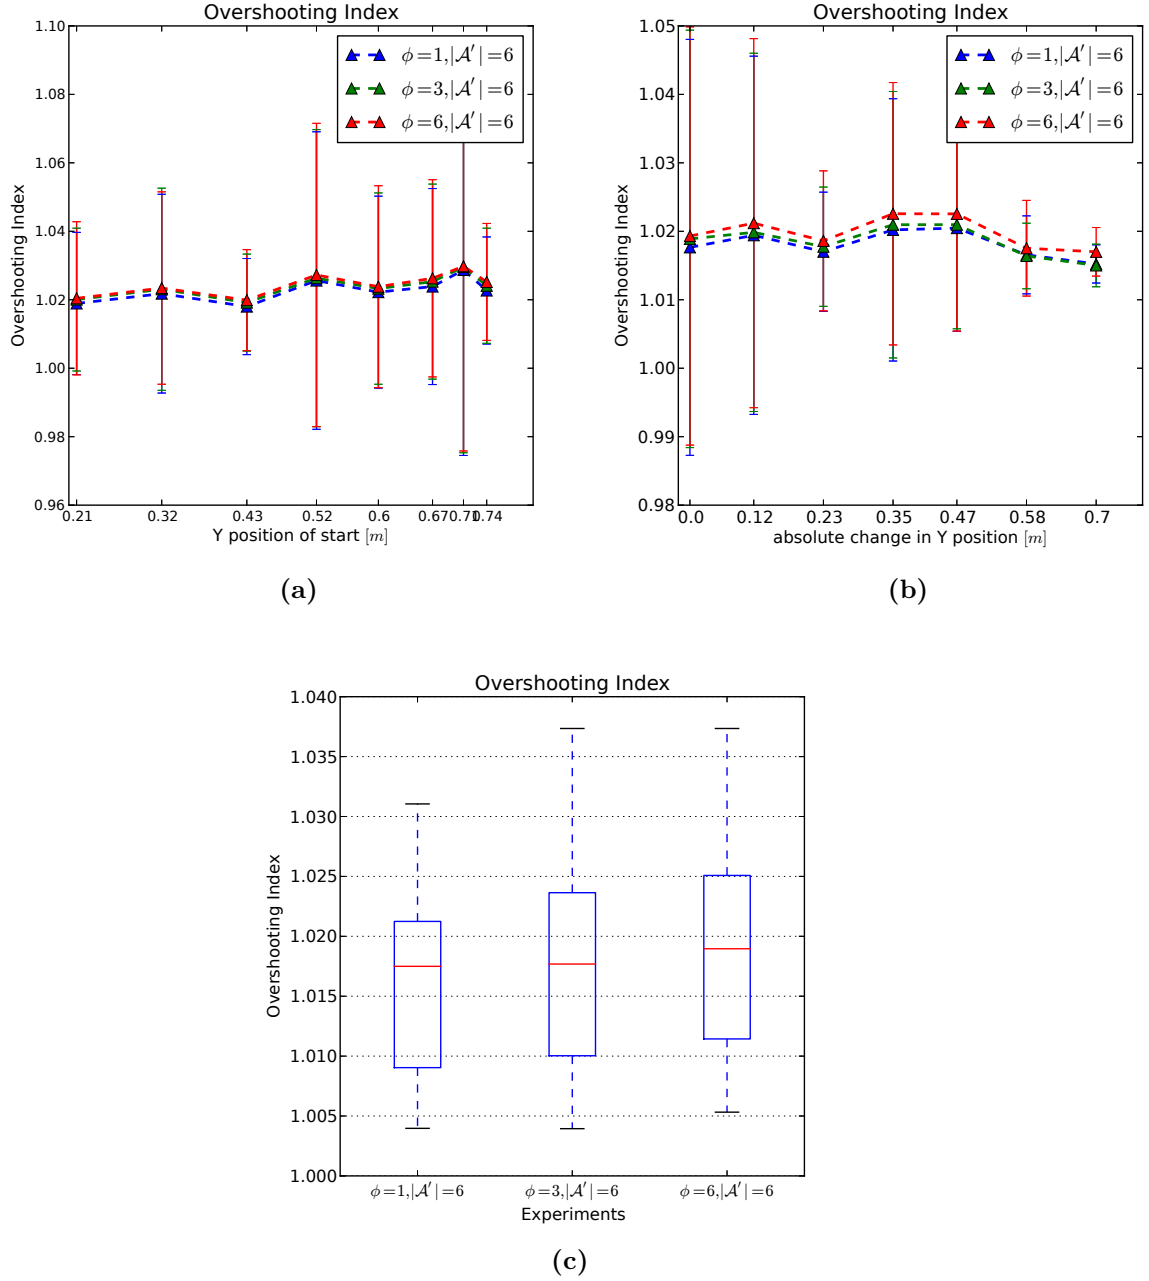 Overshooting Index
1.10
1.08
1.06
1.04
1.02
1.00
0.98
0.96
Overshooting Index
ϕ=1,|𝒜′|=6
ϕ=3,|𝒜′|=6
ϕ=6,|𝒜′|=6
0.21 0.32 0.43 0.52 0.6 0.67 0.71 0.74
Y position of start [m]
(a)
Overshooting Index
1.05
1.04
1.03
1.02
1.01
1.00
0.99
0.98
Overshooting Index
ϕ=1,|𝒜′|=6
ϕ=3,|𝒜′|=6
ϕ=6,|𝒜′|=6
0.0 0.12 0.23 0.35 0.47 0.58 0.7
absolute change in Y position [m]
(b)
Overshooting Index
1.040
1.035
1.030
1.025
1.020
1.015
1.010
1.005
1.000
Overshooting Index
ϕ=1,|𝒜′|=6 ϕ=3,|𝒜′|=6 ϕ=6,|𝒜′|=6
Experiments
(c)